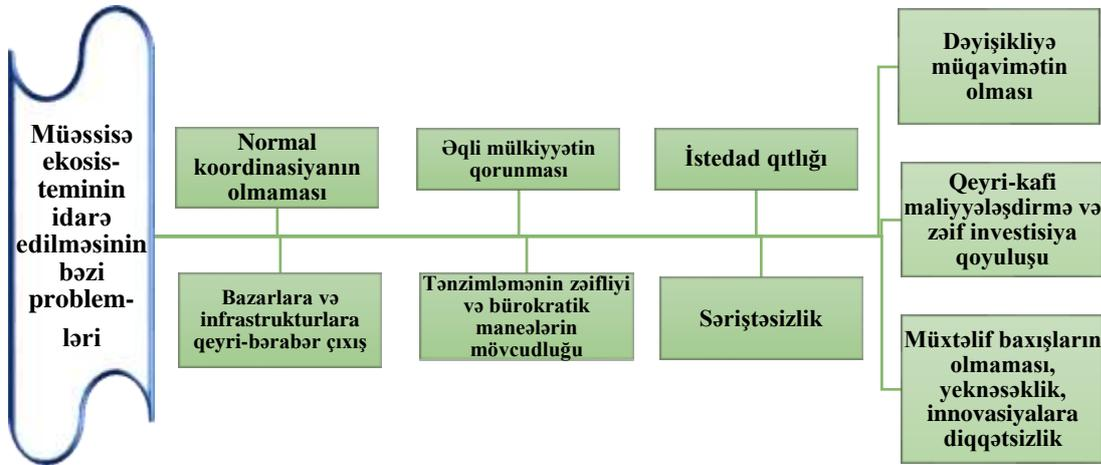 Müəssisə
ekosis-
teminin
idarə
edilməsinin
bəzi
problem-
ləri
Normal
koordinasiyanın
olmaması
Əqli mülkiyyətin
qorunması
İstedad qıtlığı
Bazarlara və
infrastrukturlara
qeyri-bərabər çıxış
Tənzimləmənin zəifliyi
və bürokratik
maneələrin
mövcudluğu
Səriştəsizlik
Dəyişikliyə
müqavimətin
olması
Qeyri-kafi
maliyyələşdirmə və
zəif investisiya
qoyuluşu
Müxtəlif baxışların
olmaması,
yeknəsəklik,
innovasiyalara
diqqətsizlik